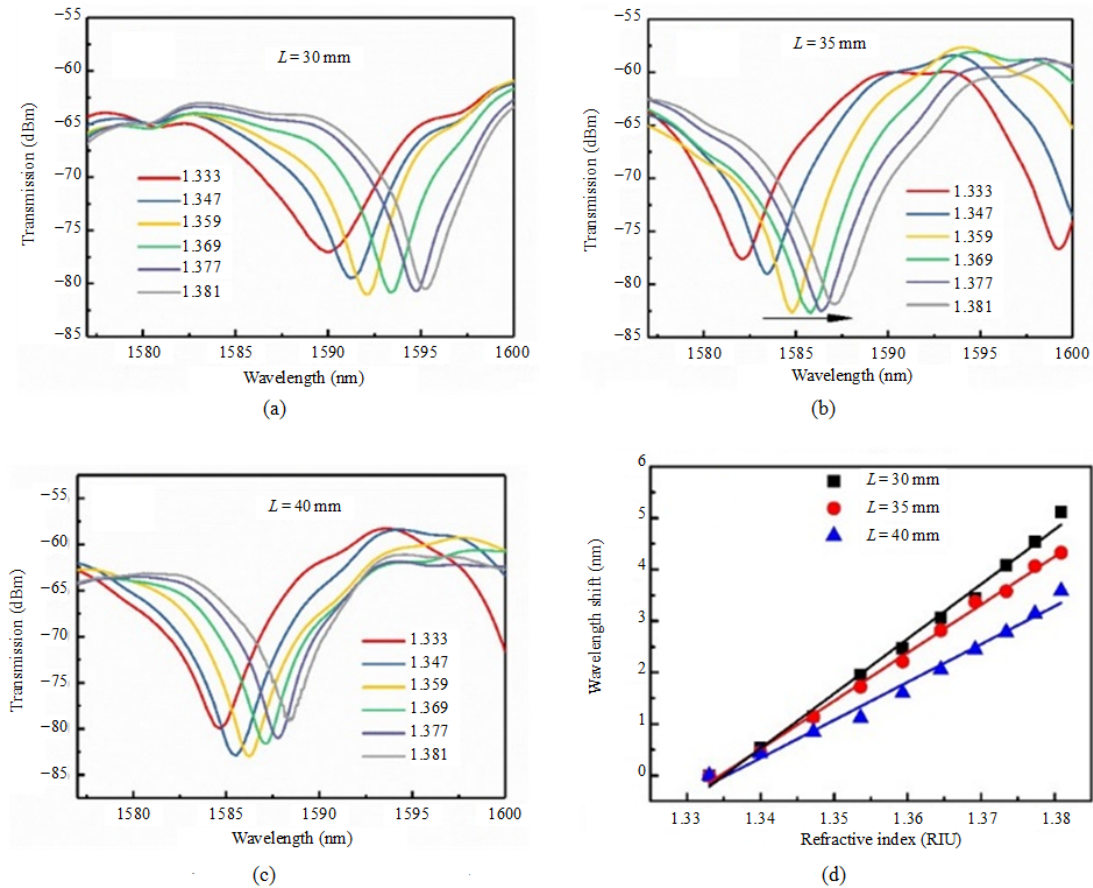 −55
−60
−65
−70
−75
−80
−85
Transmission (dBm)
L = 30 mm
1.333
1.347
1.359
1.369
1.377
1.381
1580 1585 1590 1595 1600
Wavelength (nm)
(a)
−55
−60
−65
−70
−75
−80
−85
Transmission (dBm)
L = 35 mm
1.333
1.347
1.359
1.369
1.377
1.381
1580 1585 1590 1595 1600
Wavelength (nm)
(b)
−55
−60
−65
−70
−75
−80
−85
Transmission (dBm)
L = 40 mm
1.333
1.347
1.359
1.369
1.377
1.381
1580 1585 1590 1595 1600
Wavelength (nm)
(c)
6
5
4
3
2
1
0
Wavelength shift (nm)
L = 30 mm
L = 35 mm
L = 40 mm
1.33 1.34 1.35 1.36 1.37 1.38
Refractive index (RIU)
(d)